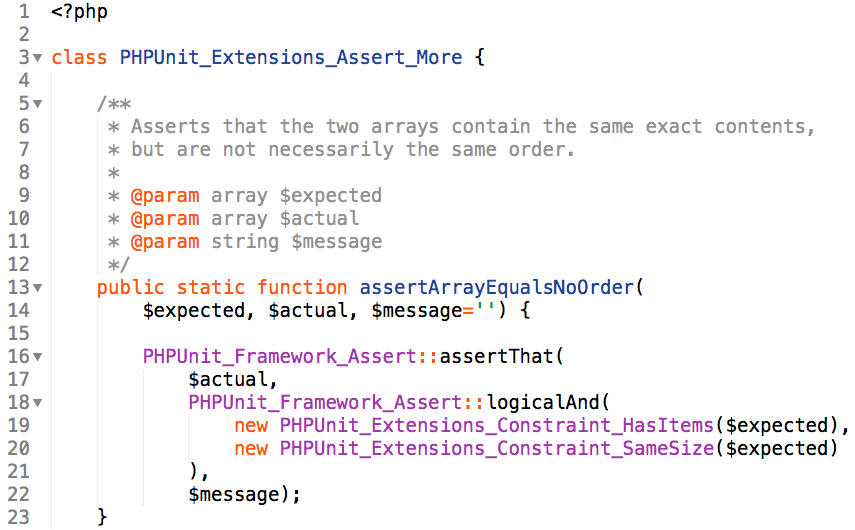 1 <?php
2
3 class PHPUnit_Extensions_Assert_More {
4
5 /**
6 * Asserts that the two arrays contain the same exact contents,
7 * but are not necessarily the same order.
8 *
9 * @param array $expected
10 * @param array $actual
11 * @param string $message
12 */
13 public static function assertArrayEqualsNoOrder(
14 $expected, $actual, $message='') {
15
16 PHPUnit_Framework_Assert::assertThat(
17 $actual,
18 PHPUnit_Framework_Assert::logicalAnd(
19 new PHPUnit_Extensions_Constraint_HasItems($expected),
20 new PHPUnit_Extensions_Constraint_SameSize($expected)
21 ),
22 $message);
23 }